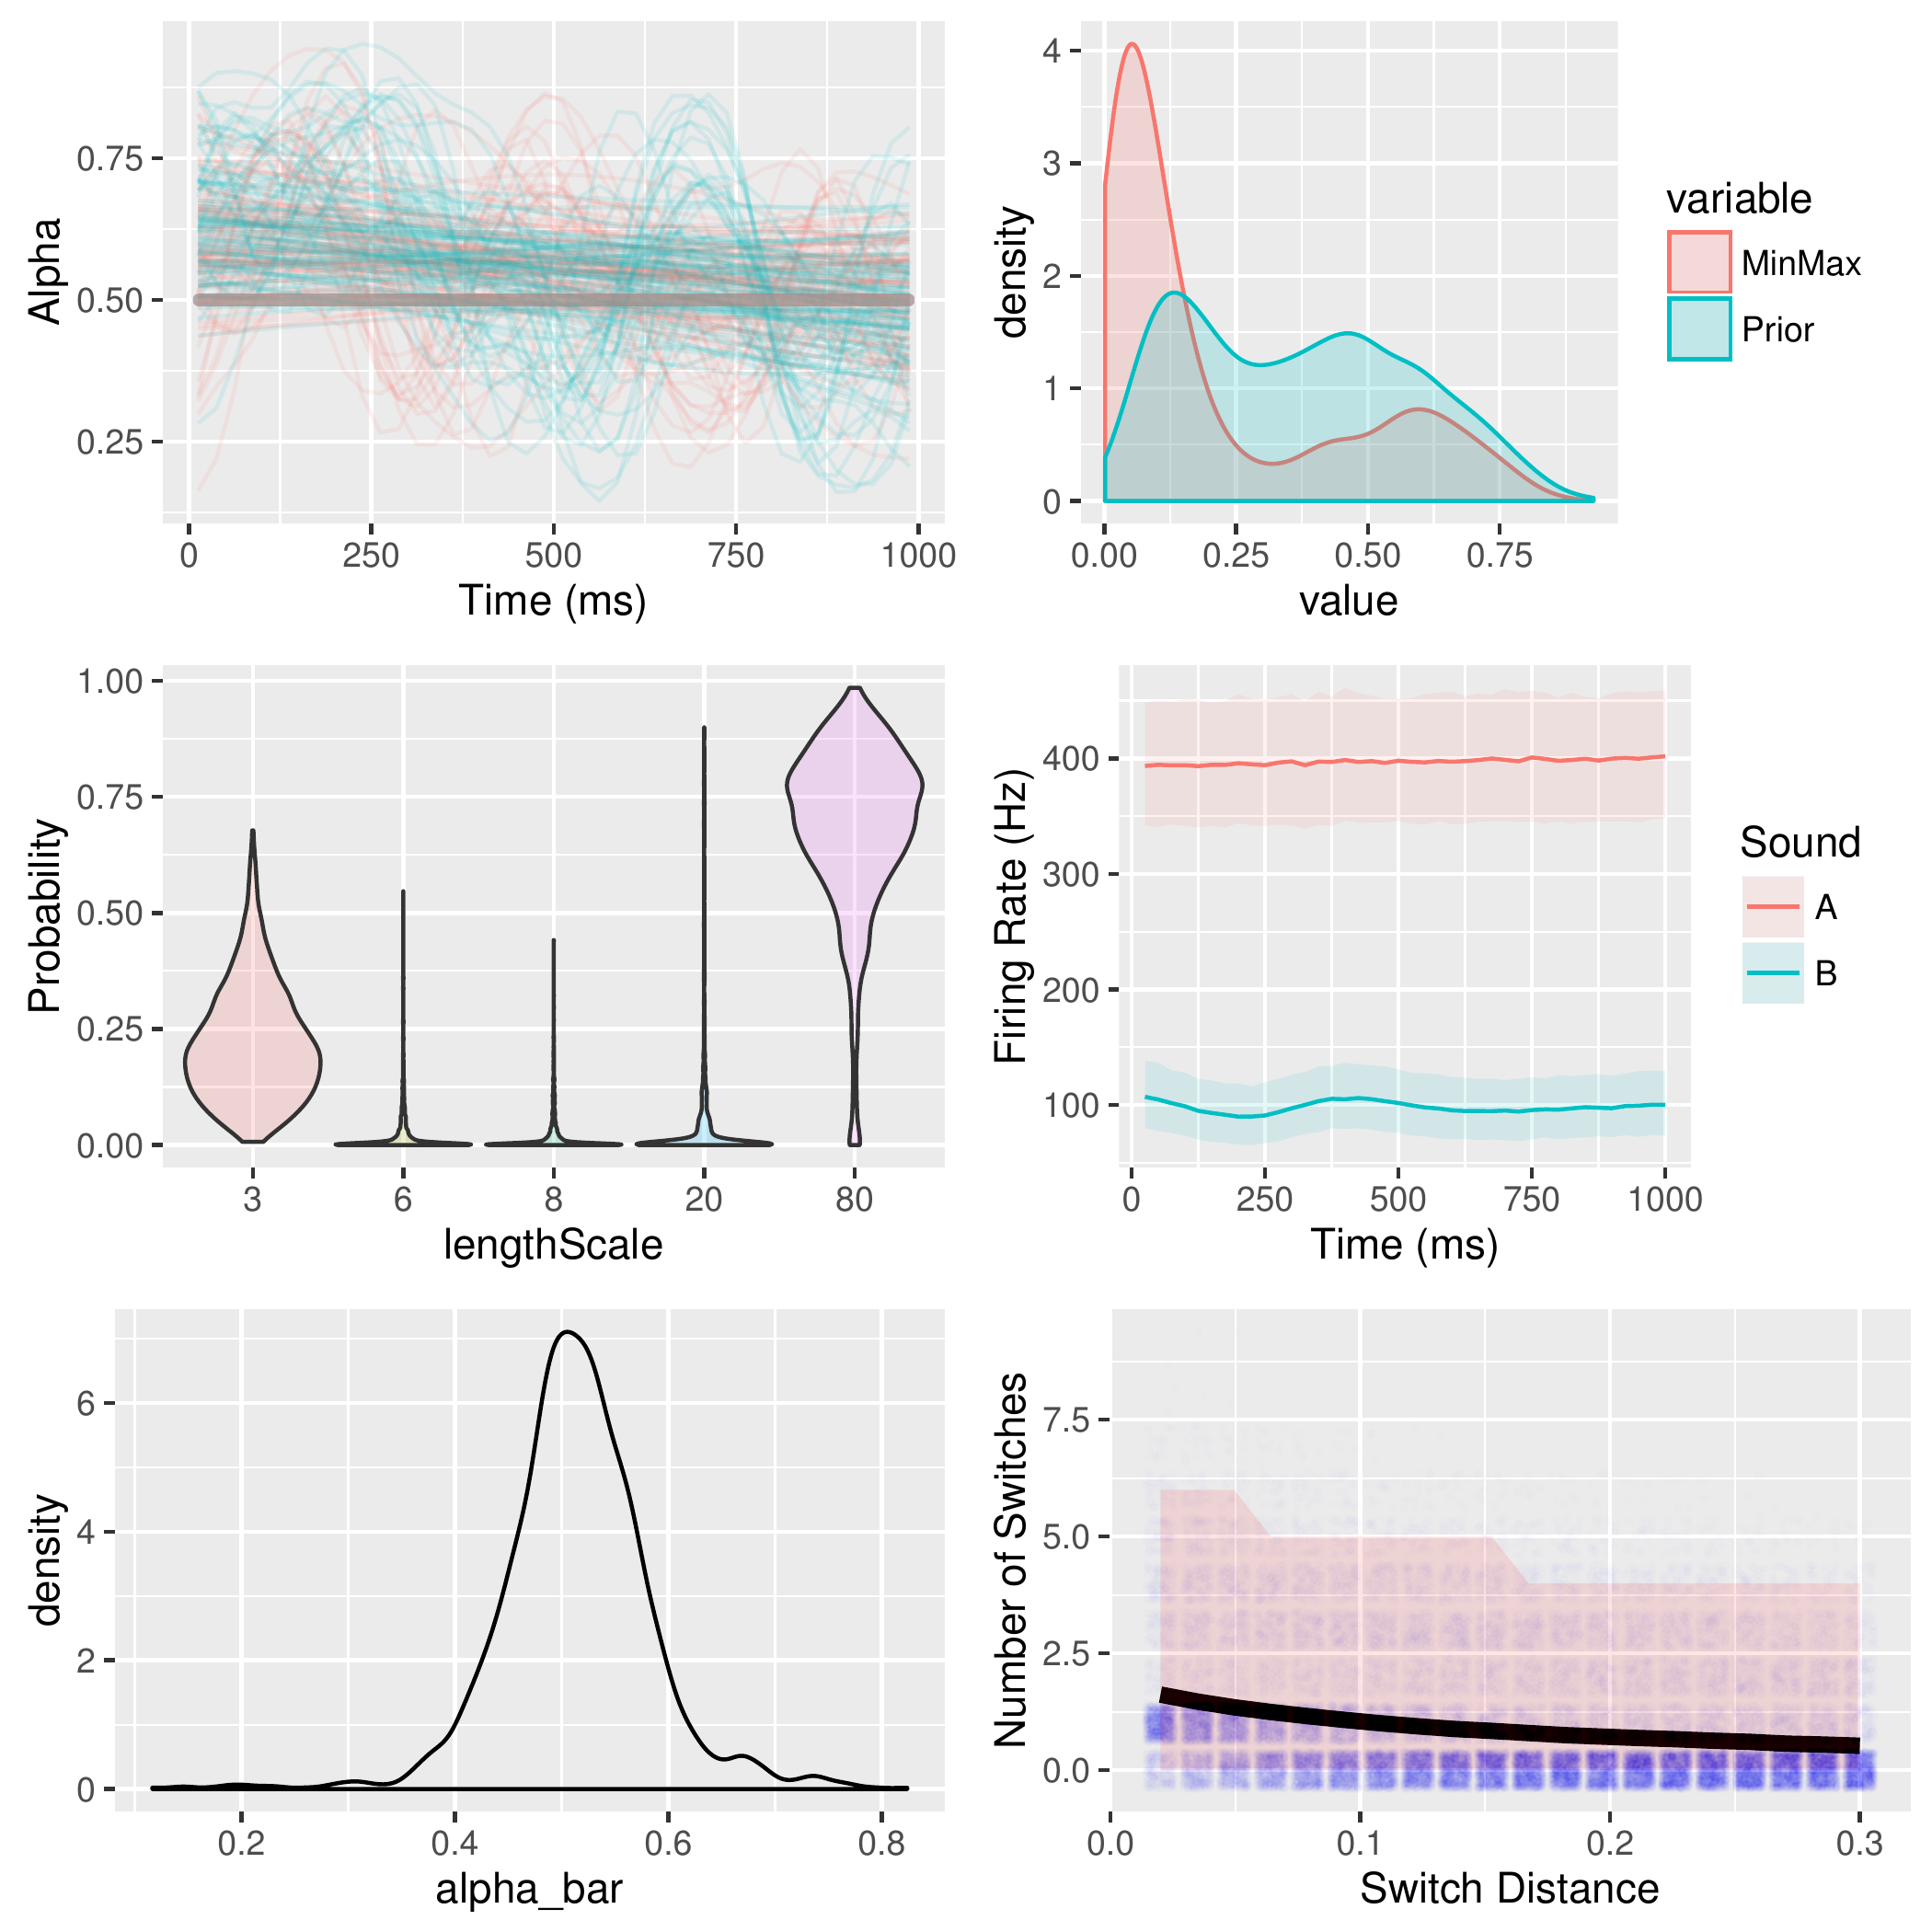 Alpha
0.75
0.50
0.25
0 250 500 750 1000
Time (ms)
density
4
3
2
1
0
0.00 0.25 0.50 0.75
value
variable
MinMax
Prior
Probability
1.00
0.75
0.50
0.25
0.00
3 6 8 20 80
lengthScale
Firing Rate (Hz)
400
300
200
100
0 250 500 750 1000
Time (ms)
Sound
A
B
density
6
4
2
0
0.2 0.4 0.6 0.8
alpha_bar
Number of Switches
7.5
5.0
2.5
0.0
0.0 0.1 0.2 0.3
Switch Distance